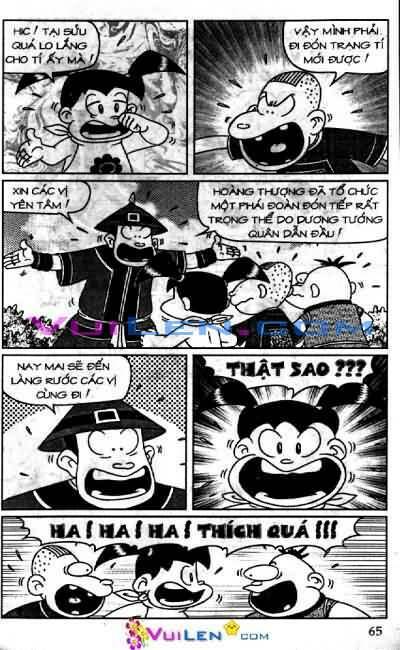 HIC! TẠI SỬU
QUÁ LO LẮNG
CHO TÍ ẤY MÀ!
VẬY MÌNH PHẢI
ĐI ĐÓN TRẠNG TÍ
MỚI ĐƯỢC!
XIN CÁC VỊ
YÊN TÂM!
HOÀNG THƯỢNG ĐÃ TỔ CHỨC
MỘT PHÁI ĐOÀN ĐÓN TIẾP RẤT
TRỌNG THỂ DO DƯƠNG TƯỚNG
QUÂN DẪN ĐẦU!
VUILEN.COM
NAY MAI SẼ ĐẾN
LÀNG RƯỚC CÁC VỊ
CÙNG ĐI!
THẬT SAO???
HA! HA! HA! THÍCH QUÁ!!!
65
VUILEN.COM